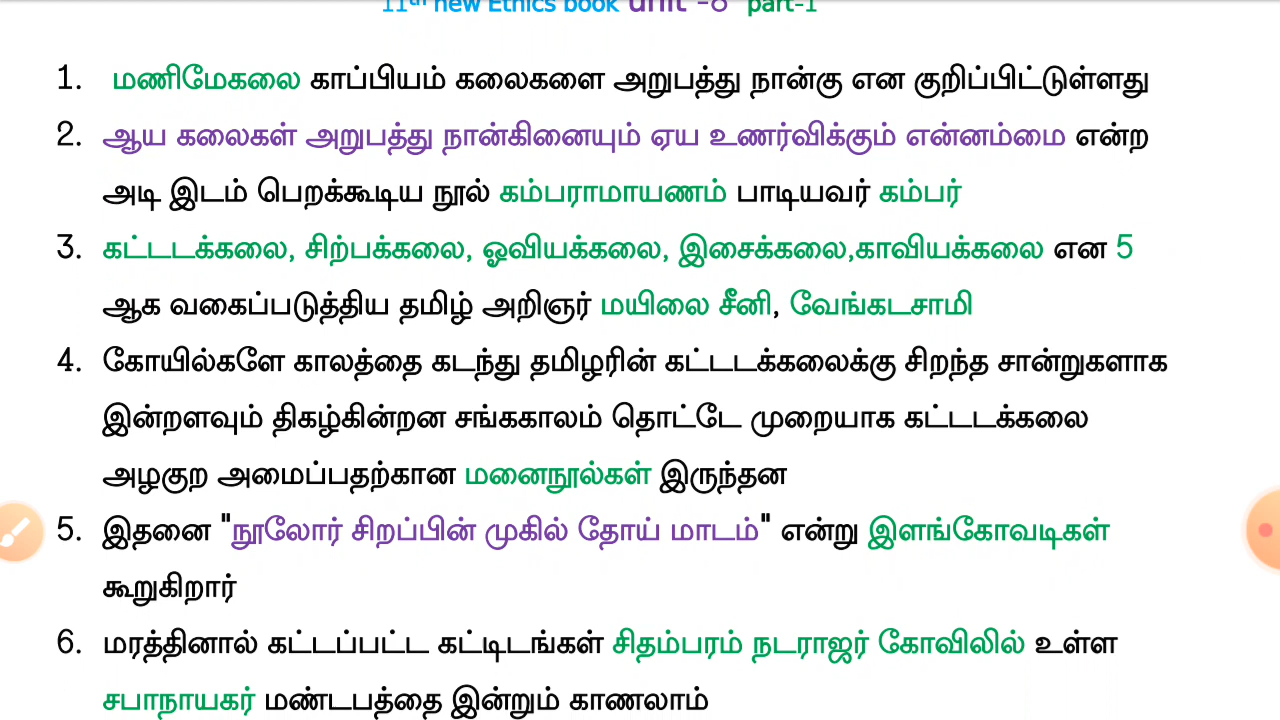 11th new Ethics book unit -8 part-1
1. மணிமேகலை காப்பியம் கலைகளை அறுபத்து நான்கு என குறிப்பிட்டுள்ளது
2. ஆய கலைகள் அறுபத்து நான்கினையும் ஏய உணர்விக்கும் என்னம்மை என்ற
அடி இடம் பெறக்கூடிய நூல் கம்பராமாயணம் பாடியவர் கம்பர்
3. கட்டடக்கலை, சிற்பக்கலை, ஓவியக்கலை, இசைக்கலை,காவியக்கலை என 5
ஆக வகைப்படுத்திய தமிழ் அறிஞர் மயிலை சீனி, வேங்கடசாமி
4. கோயில்களே காலத்தை கடந்து தமிழரின் கட்டடக்கலைக்கு சிறந்த சான்றுகளாக
இன்றளவும் திகழ்கின்றன சங்ககாலம் தொட்டே முறையாக கட்டடக்கலை
அழகுற அமைப்பதற்கான மனைநூல்கள் இருந்தன
5. இதனை "நூலோர் சிறப்பின் முகில் தோய் மாடம்" என்று இளங்கோவடிகள்
கூறுகிறார்
6. மரத்தினால் கட்டப்பட்ட கட்டிடங்கள் சிதம்பரம் நடராஜர் கோவிலில் உள்ள
சபாநாயகர் மண்டபத்தை இன்றும் காணலாம்